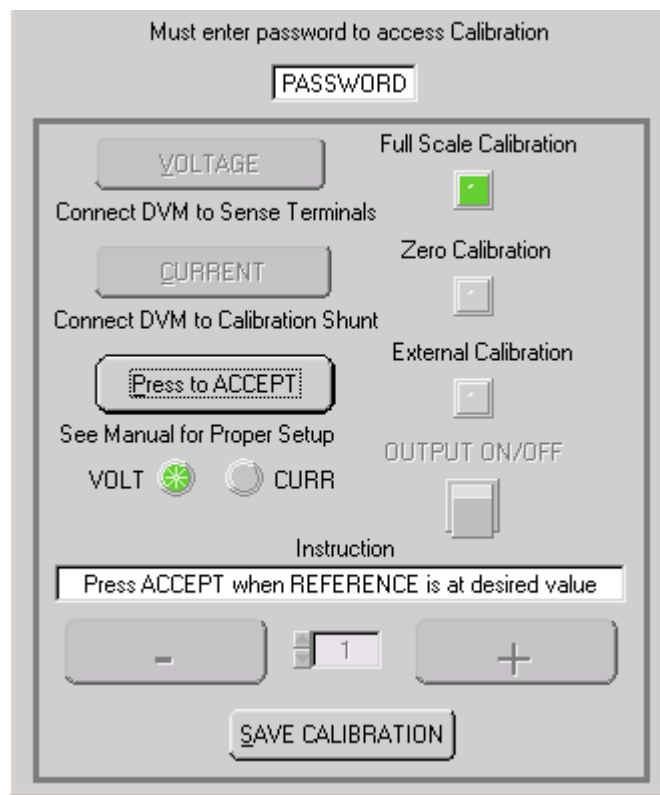 Must enter password to access Calibration
PASSWORD
VOLTAGE
Full Scale Calibration
Connect DVM to Sense Terminals
CURRENT
Zero Calibration
Connect DVM to Calibration Shunt
Press to ACCEPT
External Calibration
See Manual for Proper Setup
OUTPUT ON/OFF
VOLT CURR
Instruction
Press ACCEPT when REFERENCE is at desired value
- 1 +
SAVE CALIBRATION